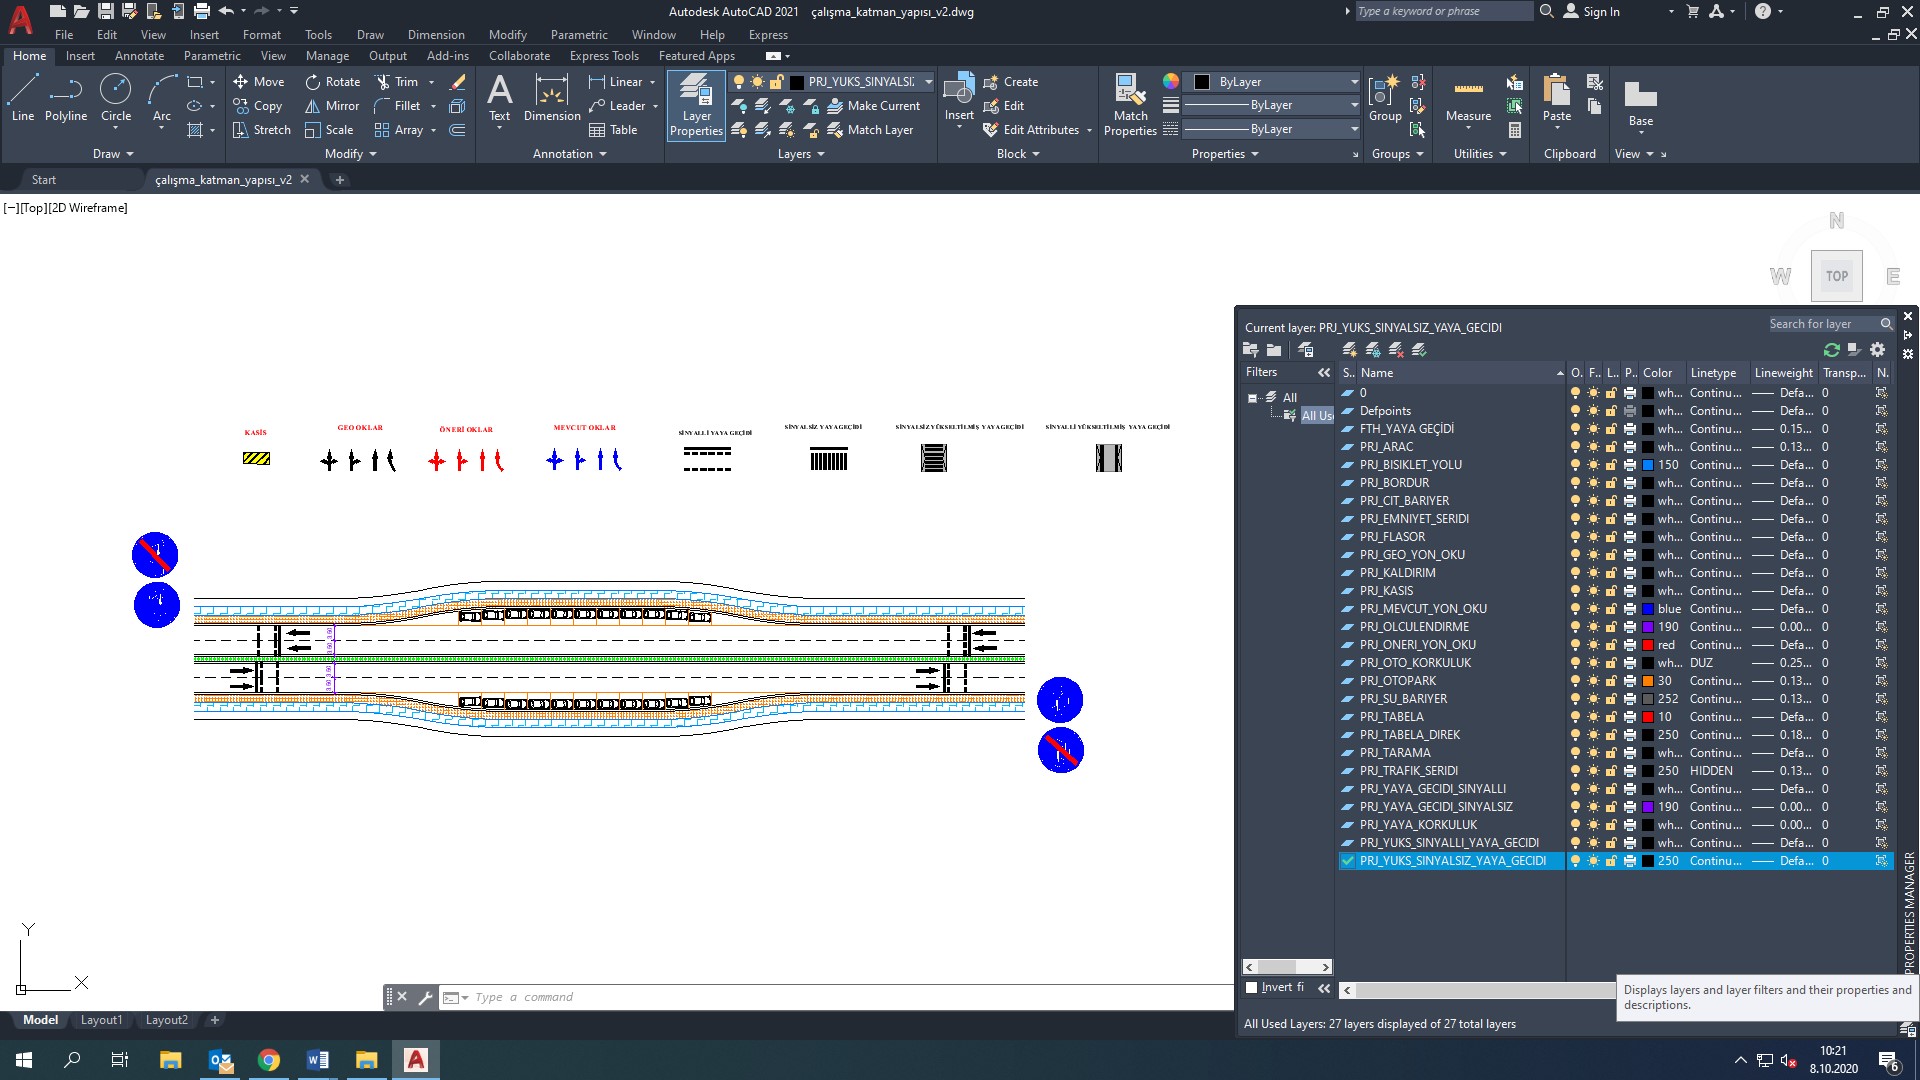 Autodesk AutoCAD 2021 çalışma_katman_yapısı_v2.dwg
Type a keyword or phrase
Sign In
File Edit View Insert Format Tools Draw Dimension Modify Parametric Window Help Express
Home Insert Annotate Parametric View Manage Output Add-ins Collaborate Express Tools Featured Apps
Line Polyline Circle Arc
Move Rotate Trim
Copy Mirror Fillet
Stretch Scale Array
Text Dimension
Linear
Leader
Table
Layer Properties
PRJ_YUKS_SINYALSI
Make Current
Match Layer
Insert
Create
Edit
Edit Attributes
Match Properties
ByLayer
ByLayer
ByLayer
Group
Measure
Paste
Base
Draw Modify Annotation Layers Block Properties Groups Utilities Clipboard View
Start çalışma_katman_yapısı_v2
[−][Top][2D Wireframe]
N
W TOP E
KASİS
GEO OKLAR
ÖNERİ OKLAR
MEVCUT OKLAR
SİNYALLİ YAYA GEÇİDİ
SİNYALSİZ YAYA GEÇİDİ
SİNYALSİZ YÜKSELTİLMİŞ YAYA GEÇİDİ
SİNYALLİ YÜKSELTİLMİŞ YAYA GEÇİDİ
Current layer: PRJ_YUKS_SINYALSIZ_YAYA_GECIDI
Search for layer
Filters
All
All Use
S.. Name O. F.. L.. P.. Color Linetype Lineweight Transp... N.
0 wh... Continu... Defa... 0
Defpoints wh... Continu... Defa... 0
FTH_YAYA GEÇİDİ wh... Continu... 0.15... 0
PRJ_ARAC wh... Continu... 0.13... 0
PRJ_BISIKLET_YOLU 150 Continu... Defa... 0
PRJ_BORDUR wh... Continu... Defa... 0
PRJ_CIT_BARIYER wh... Continu... Defa... 0
PRJ_EMNIYET_SERIDI wh... Continu... Defa... 0
PRJ_FLASOR wh... Continu... Defa... 0
PRJ_GEO_YON_OKU wh... Continu... Defa... 0
PRJ_KALDIRIM wh... Continu... Defa... 0
PRJ_KASIS wh... Continu... Defa... 0
PRJ_MEVCUT_YON_OKU blue Continu... Defa... 0
PRJ_OLCULENDIRME 190 Continu... 0.00... 0
PRJ_ONERI_YON_OKU red Continu... Defa... 0
PRJ_OTO_KORKULUK wh... DUZ 0.25... 0
PRJ_OTOPARK 30 Continu... 0.13... 0
PRJ_SU_BARIYER 252 Continu... 0.13... 0
PRJ_TABELA 10 Continu... Defa... 0
PRJ_TABELA_DIREK 250 Continu... 0.18... 0
PRJ_TARAMA wh... Continu... Defa... 0
PRJ_TRAFIK_SERIDI 250 HIDDEN 0.13... 0
PRJ_YAYA_GECIDI_SINYALLI wh... Continu... Defa... 0
PRJ_YAYA_GECIDI_SINYALSIZ 190 Continu... 0.00... 0
PRJ_YAYA_KORKULUK wh... Continu... 0.00... 0
PRJ_YUKS_SINYALLI_YAYA_GECIDI wh... Continu... Defa... 0
PRJ_YUKS_SINYALSIZ_YAYA_GECIDI 250 Continu... Defa... 0
PROPERTIES MANAGER
Invert fi
Displays layers and layer filters and their properties and
descriptions.
All Used Layers: 27 layers displayed of 27 total layers
Y
X
Type a command
Model Layout1 Layout2
10:21
8.10.2020
6